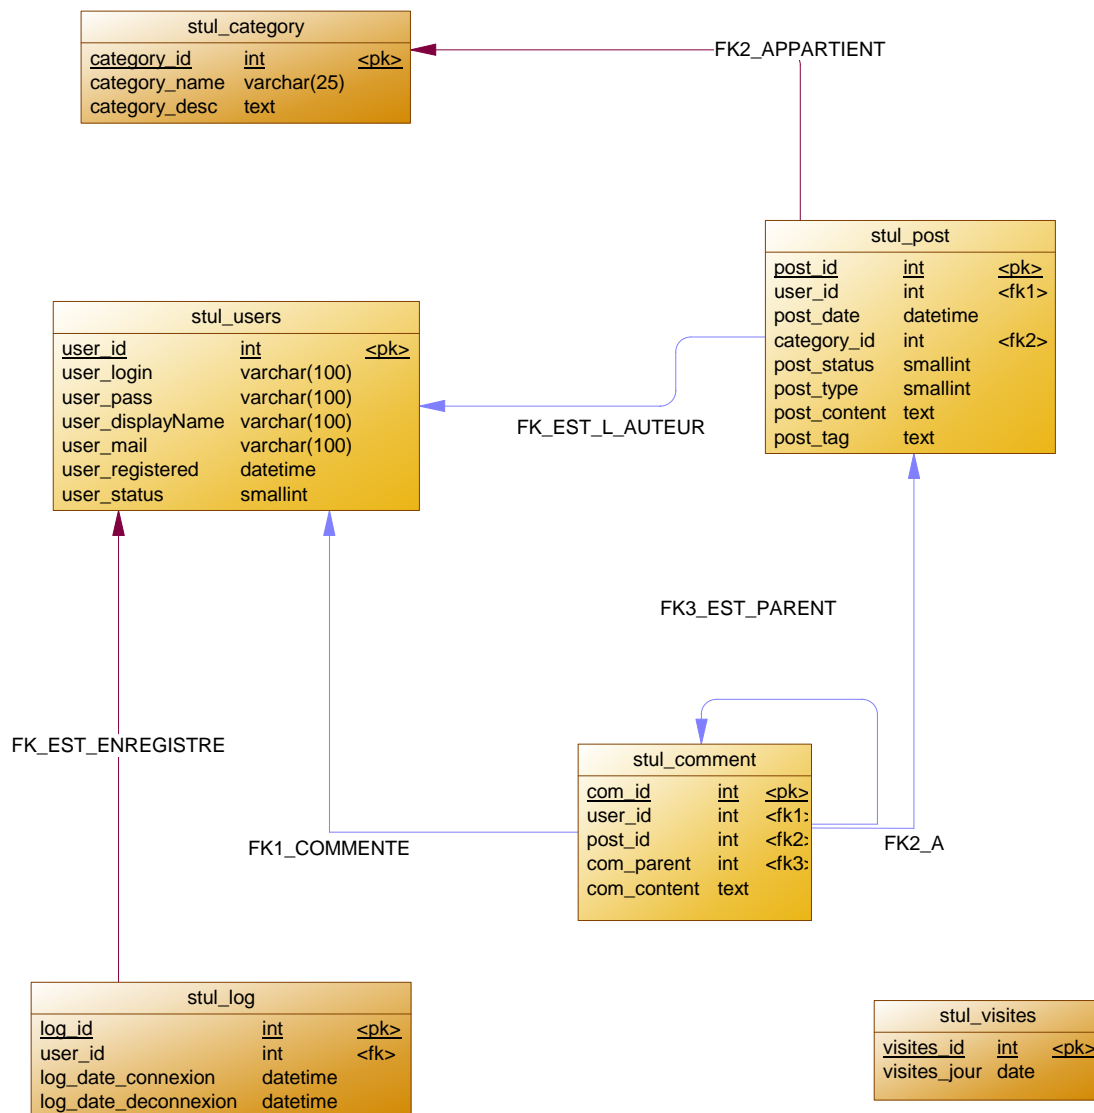 stul_category
category_id int <pk>
category_name varchar(25)
category_desc text
FK2_APPARTIENT
stul_post
post_id int <pk>
user_id int <fk1>
post_date datetime
category_id int <fk2>
post_status smallint
post_type smallint
post_content text
post_tag text
stul_users
user_id int <pk>
user_login varchar(100)
user_pass varchar(100)
user_displayName varchar(100)
user_mail varchar(100)
user_registered datetime
user_status smallint
FK_EST_L_AUTEUR
FK3_EST_PARENT
FK_EST_ENREGISTRE
stul_comment
com_id int <pk>
user_id int <fk1>
post_id int <fk2>
com_parent int <fk3>
com_content text
FK1_COMMENTE
FK2_A
stul_log
log_id int <pk>
user_id int <fk>
log_date_connexion datetime
log_date_deconnexion datetime
stul_visites
visites_id int <pk>
visites_jour date